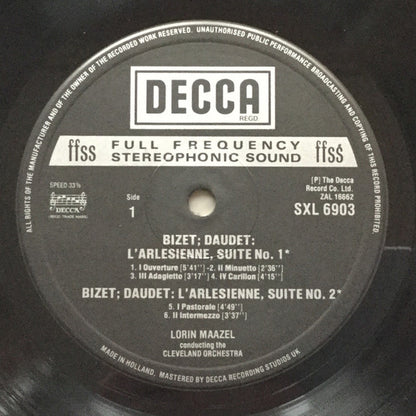 ALL RIGHTS OF THE MANUFACTURER AND OF THE OWNER OF THE RECORDED WORK RESERVED. UNAUTHORISED PUBLIC PERFORMANCE BROADCASTING AND COPYING OF THIS RECORD PROHIBITED.
DECCA
REGD
ffss FULL FREQUENCY STEREOPHONIC SOUND ffss
SPEED 33⅓
DECCA
Side
1
(P) The Decca
Record Co. Ltd.
ZAL 16662
SXL 6903
BIZET; DAUDET:
L'ARLESIENNE, SUITE No. 1*
1. I Ouverture [5'41"]-2. II Minuetto [2'36"]
3. III Adagietto [3'17"] 4. IV Carillon [4'15"]
BIZET; DAUDET: L'ARLESIENNE, SUITE NO. 2*
5. I Pastorale [4'49"]
6. II Intermezzo [3'37"]
LORIN MAAZEL
conducting the
CLEVELAND ORCHESTRA
MADE IN HOLLAND. MASTERED BY DECCA RECORDING STUDIOS UK